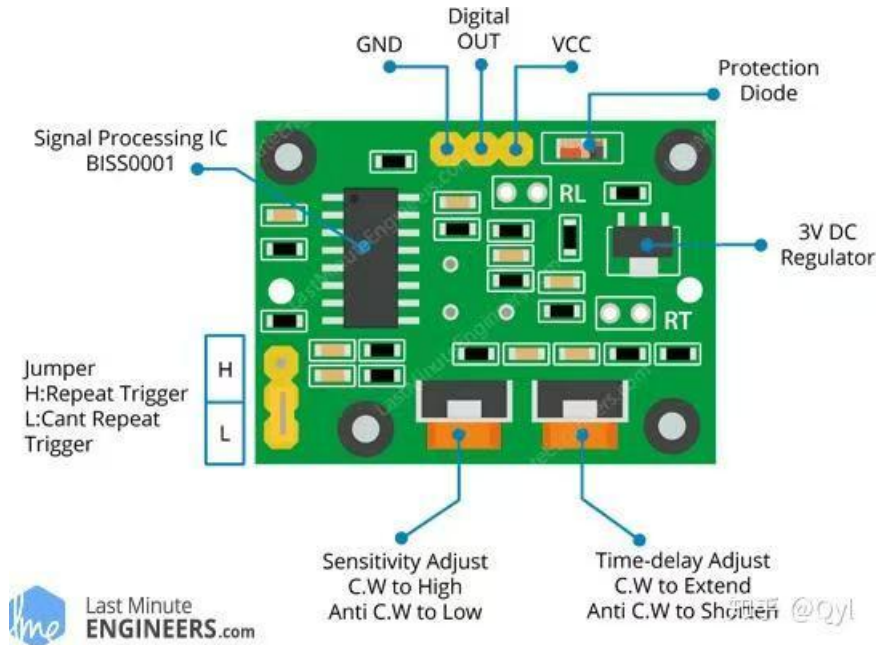 Digital
OUT
GND
VCC
Protection
Diode
Signal Processing IC
BISS0001
RL
3V DC
Regulator
RT
Jumper
H:Repeat Trigger
L:Cant Repeat
Trigger
H
L
Sensitivity Adjust
C.W to High
Anti C.W to Low
Time-delay Adjust
C.W to Extend
Anti C.W to Shorten
lme
Last Minute
ENGINEERS.com
知乎 @Qyl